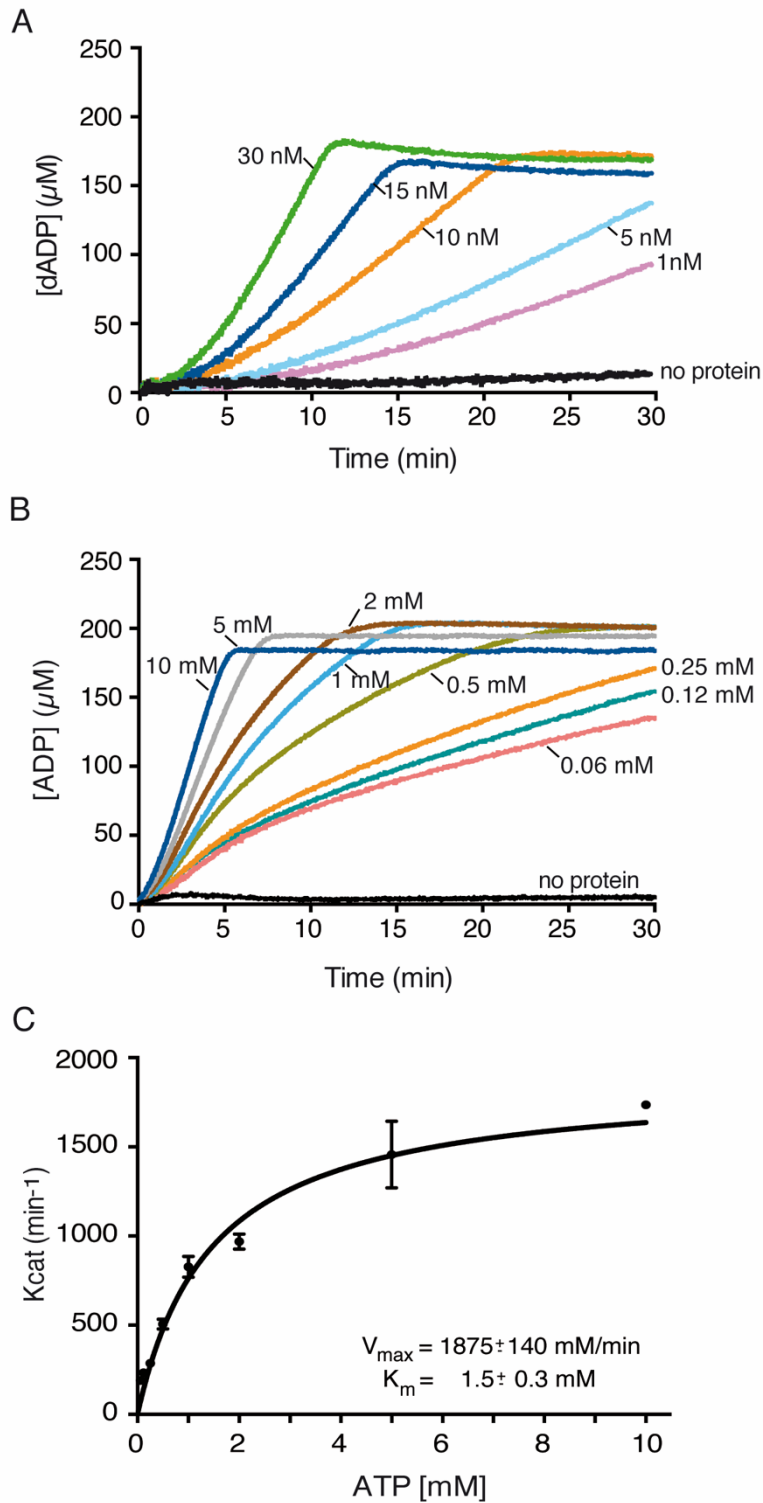 A
250
200
150
100
50
0
[dADP] (µM)
30 nM
15 nM
10 nM
5 nM
1nM
no protein
0 5 10 15 20 25 30
Time (min)
B
250
200
150
100
50
0
[ADP] (µM)
10 mM
5 mM
2 mM
1 mM
0.5 mM
0.25 mM
0.12 mM
0.06 mM
no protein
0 5 10 15 20 25 30
Time (min)
C
2000
1500
1000
500
0
Kcat (min-1)
Vmax = 1875± 140 mM/min
Km = 1.5± 0.3 mM
0 2 4 6 8 10
ATP [mM]